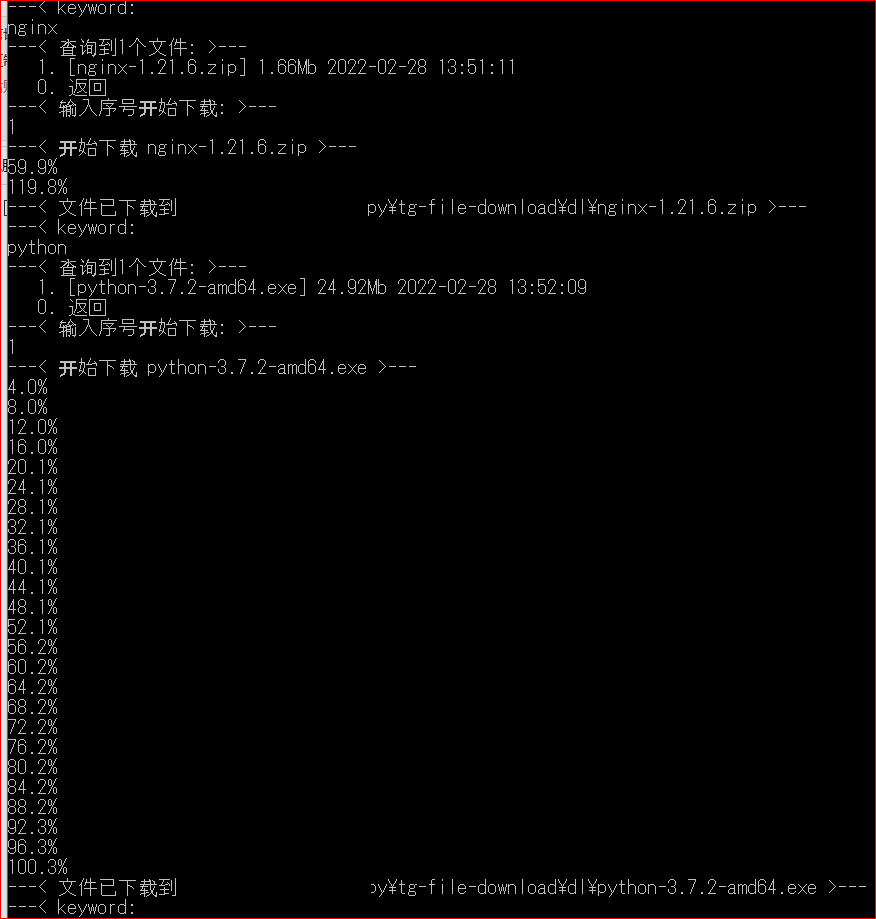 ---< keyword:
nginx
---< 查询到1个文件: >---
1. [nginx-1.21.6.zip] 1.66Mb 2022-02-28 13:51:11
0. 返回
---< 输入序号开始下载: >---
1
---< 开始下载 nginx-1.21.6.zip >---
59.9%
119.8%
---< 文件已下载到 py¥tg-file-download¥dl¥nginx-1.21.6.zip >---
---< keyword:
python
---< 查询到1个文件: >---
1. [python-3.7.2-amd64.exe] 24.92Mb 2022-02-28 13:52:09
0. 返回
---< 输入序号开始下载: >---
1
---< 开始下载 python-3.7.2-amd64.exe >---
4.0%
8.0%
12.0%
16.0%
20.1%
24.1%
28.1%
32.1%
36.1%
40.1%
44.1%
48.1%
52.1%
56.2%
60.2%
64.2%
68.2%
72.2%
76.2%
80.2%
84.2%
88.2%
92.3%
96.3%
100.3%
---< 文件已下载到 py¥tg-file-download¥dl¥python-3.7.2-amd64.exe >---
---< keyword: